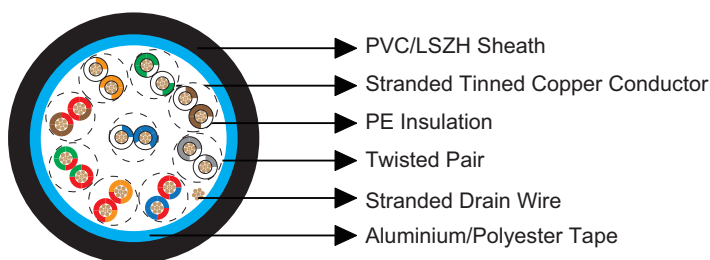 PVC/LSZH Sheath
Stranded Tinned Copper Conductor
PE Insulation
Twisted Pair
Stranded Drain Wire
Aluminium/Polyester Tape